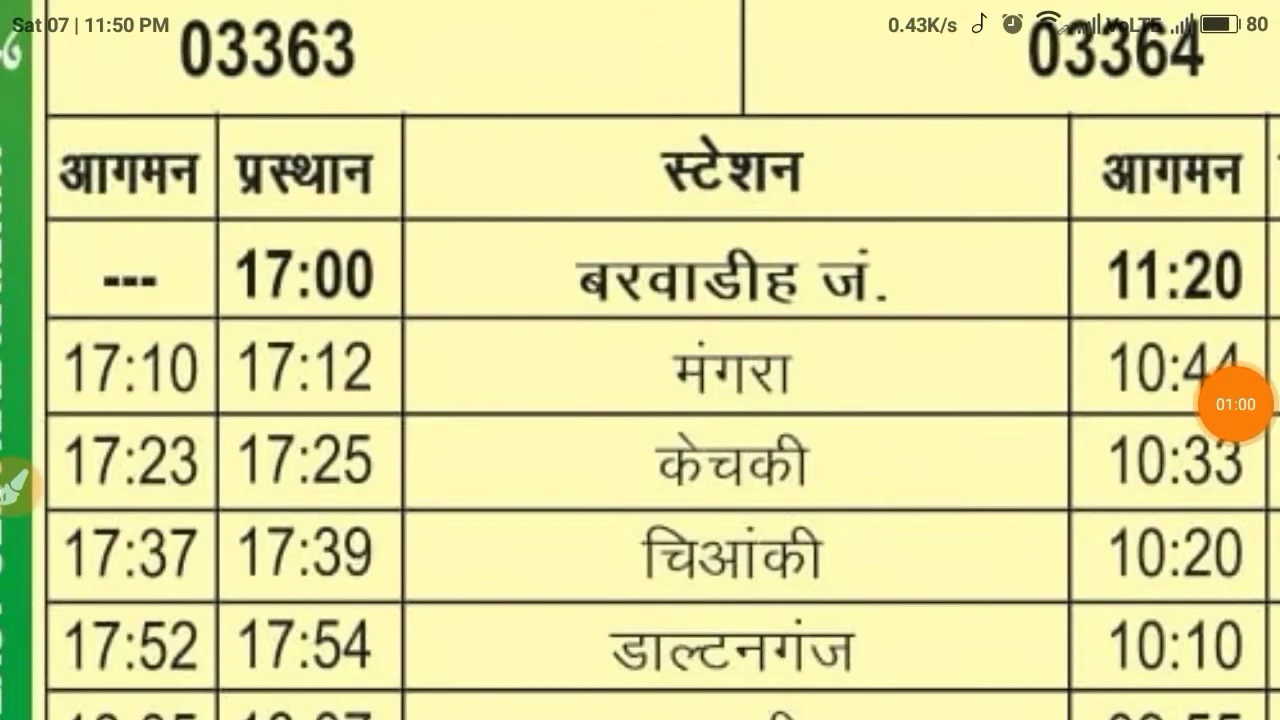 Sat 07 | 11:50 PM 0.43K/s VoLTE 80
03363 03364
आगमन प्रस्थान स्टेशन आगमन
--- 17:00 बरवाडीह जं. 11:20
17:10 17:12 मंगरा 10:44
17:23 17:25 केचकी 10:33
17:37 17:39 चिआंकी 10:20
17:52 17:54 डाल्टनगंज 10:10
01:00